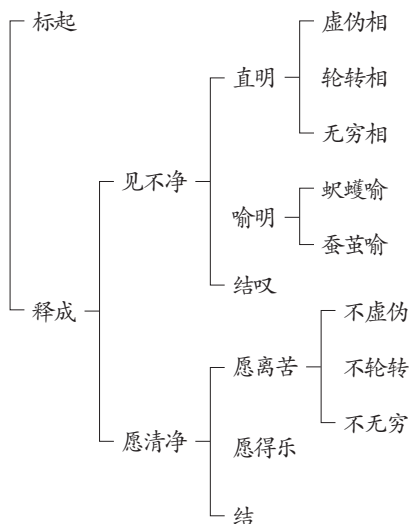 标起
虚伪相
直明
轮转相
无穷相
见不净
蚇蠖喻
喻明
蚕茧喻
结叹
释成
不虚伪
愿离苦
不轮转
不无穷
愿清净
愿得乐
结